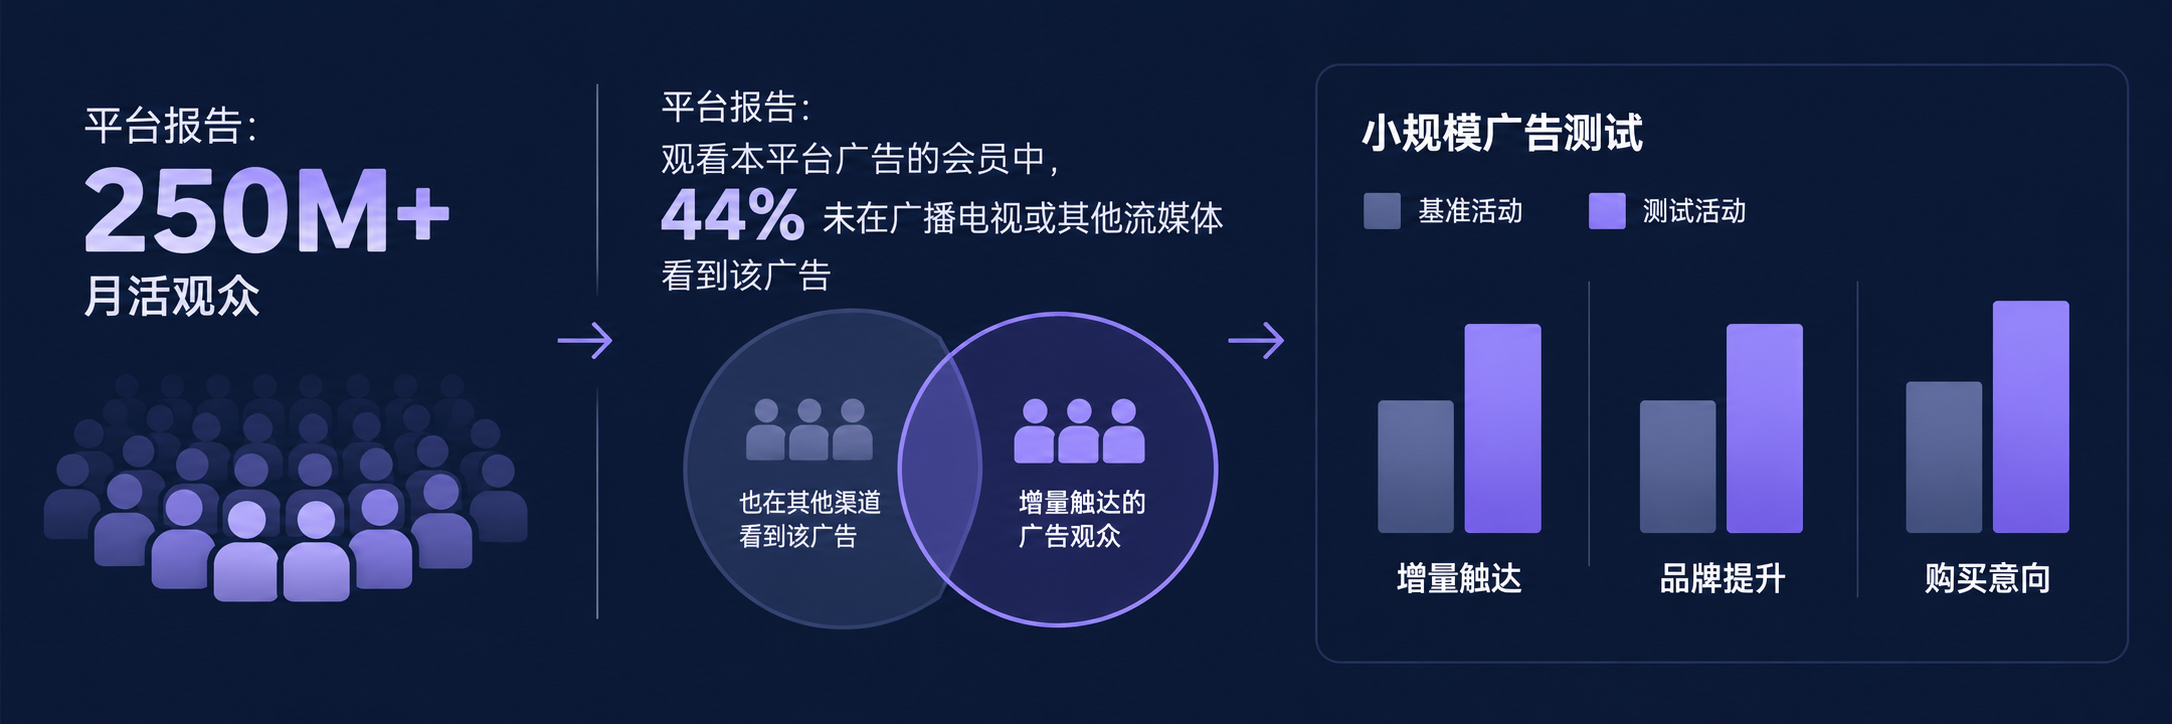 平台报告：
250M+
月活观众
平台报告：
观看本平台广告的会员中，
44% 未在广播电视或其他流媒体
看到该广告
也在其他渠道
看到该广告
增量触达的
广告观众
小规模广告测试
基准活动
测试活动
增量触达
品牌提升
购买意向